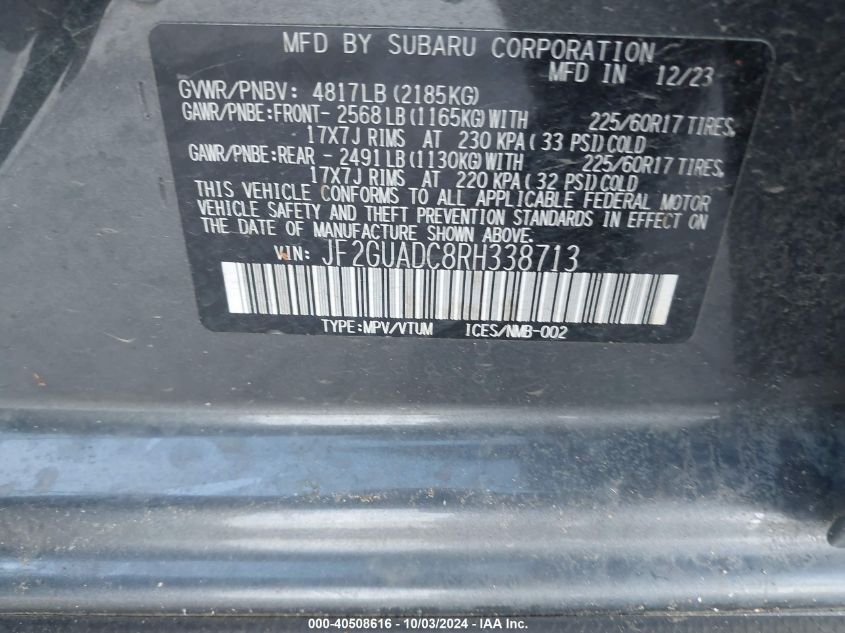 MFD BY SUBARU CORPORATION
MFD IN 12/23
GVWR/PNBV: 4817LB (2185KG)
GAWR/PNBE:FRONT- 2568 LB (1165KG)WITH 225/60R17 TIRES,
17X7J RIMS AT 230 KPA ( 33 PSI) COLD
GAWR/PNBE:REAR - 2491 LB (1130KG)WITH 225/60R17 TIRES,
17X7J RIMS AT 220 KPA ( 32 PSI) COLD
THIS VEHICLE CONFORMS TO ALL APPLICABLE FEDERAL MOTOR
VEHICLE SAFETY AND THEFT PREVENTION STANDARDS IN EFFECT ON
THE DATE OF MANUFACTURE SHOWN ABOVE.
VIN: JF2GUADC8RH338713
TYPE:MPV/VTUM ICES/NMB-002
000-40508616 - 10/03/2024 - IAAI.com